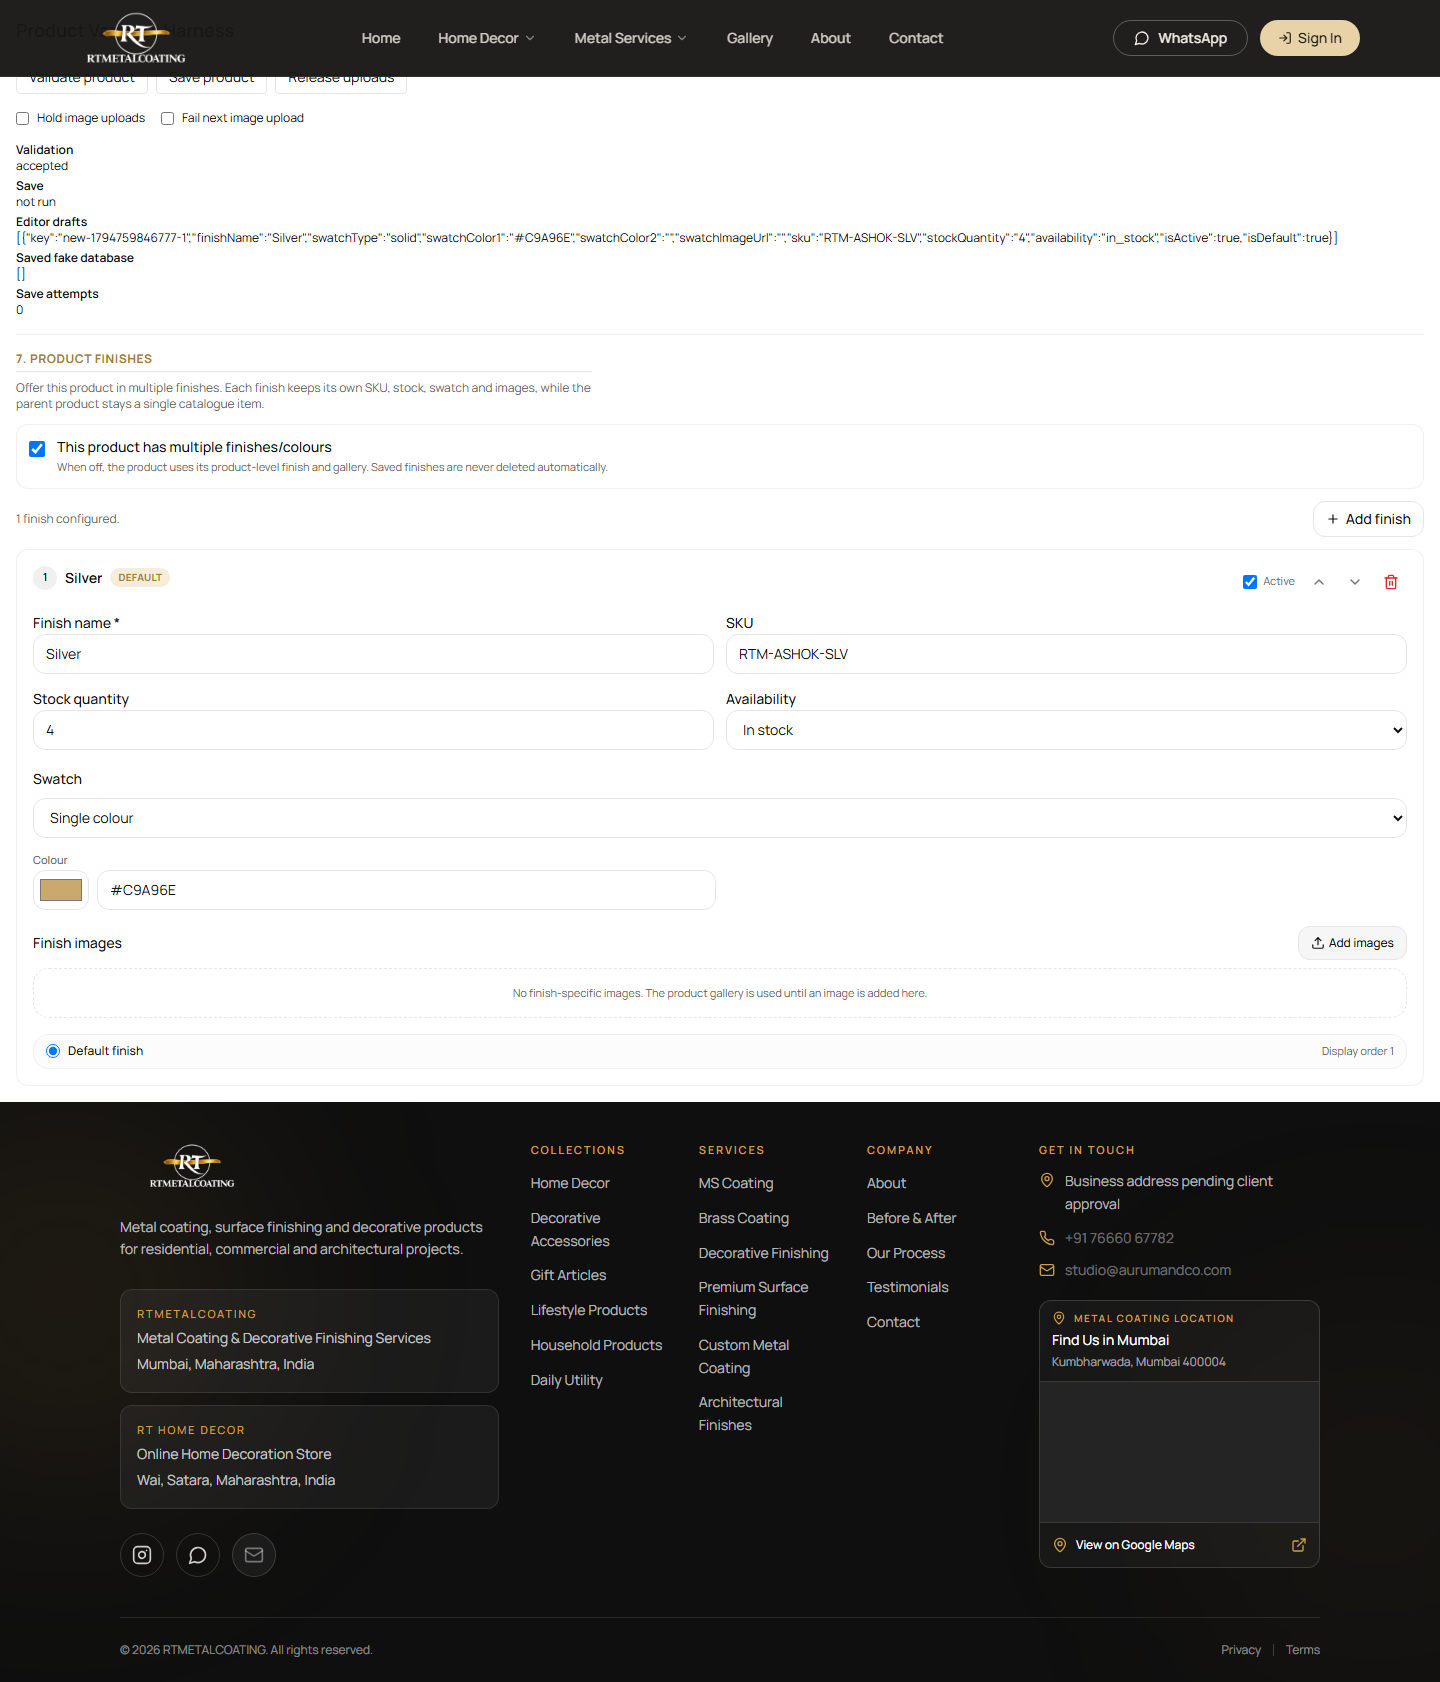 Product V Harness
RT
RTMETALCOATING
Home
Home Decor
Metal Services
Gallery
About
Contact
WhatsApp
Sign In
Validate product
Save product
Release uploads
Hold image uploads
Fail next image upload
Validation
accepted
Save
not run
Editor drafts
[{"key":"new-1794759846777-1","finishName":"Silver","swatchType":"solid","swatchColor1":"#C9A96E","swatchColor2":"","swatchImageUrl":"","sku":"RTM-ASHOK-SLV","stockQuantity":"4","availability":"in_stock","isActive":true,"isDefault":true}]
Saved fake database
[]
Save attempts
0
7. PRODUCT FINISHES
Offer this product in multiple finishes. Each finish keeps its own SKU, stock, swatch and images, while the
parent product stays a single catalogue item.
This product has multiple finishes/colours
When off, the product uses its product-level finish and gallery. Saved finishes are never deleted automatically.
1 finish configured.
Add finish
1
Silver
DEFAULT
Active
Finish name *
SKU
Silver
RTM-ASHOK-SLV
Stock quantity
Availability
4
In stock
Swatch
Single colour
Colour
#C9A96E
Finish images
Add images
No finish-specific images. The product gallery is used until an image is added here.
Default finish
Display order 1
RT
RTMETALCOATING
Metal coating, surface finishing and decorative products
for residential, commercial and architectural projects.
RTMETALCOATING
Metal Coating & Decorative Finishing Services
Mumbai, Maharashtra, India
RT HOME DECOR
Online Home Decoration Store
Wai, Satara, Maharashtra, India
COLLECTIONS
Home Decor
Decorative
Accessories
Gift Articles
Lifestyle Products
Household Products
Daily Utility
SERVICES
MS Coating
Brass Coating
Decorative Finishing
Premium Surface
Finishing
Custom Metal
Coating
Architectural
Finishes
COMPANY
About
Before & After
Our Process
Testimonials
Contact
GET IN TOUCH
Business address pending client
approval
+91 76660 67782
studio@aurumandco.com
METAL COATING LOCATION
Find Us in Mumbai
Kumbharwada, Mumbai 400004
View on Google Maps
© 2026 RTMETALCOATING. All rights reserved.
Privacy
Terms